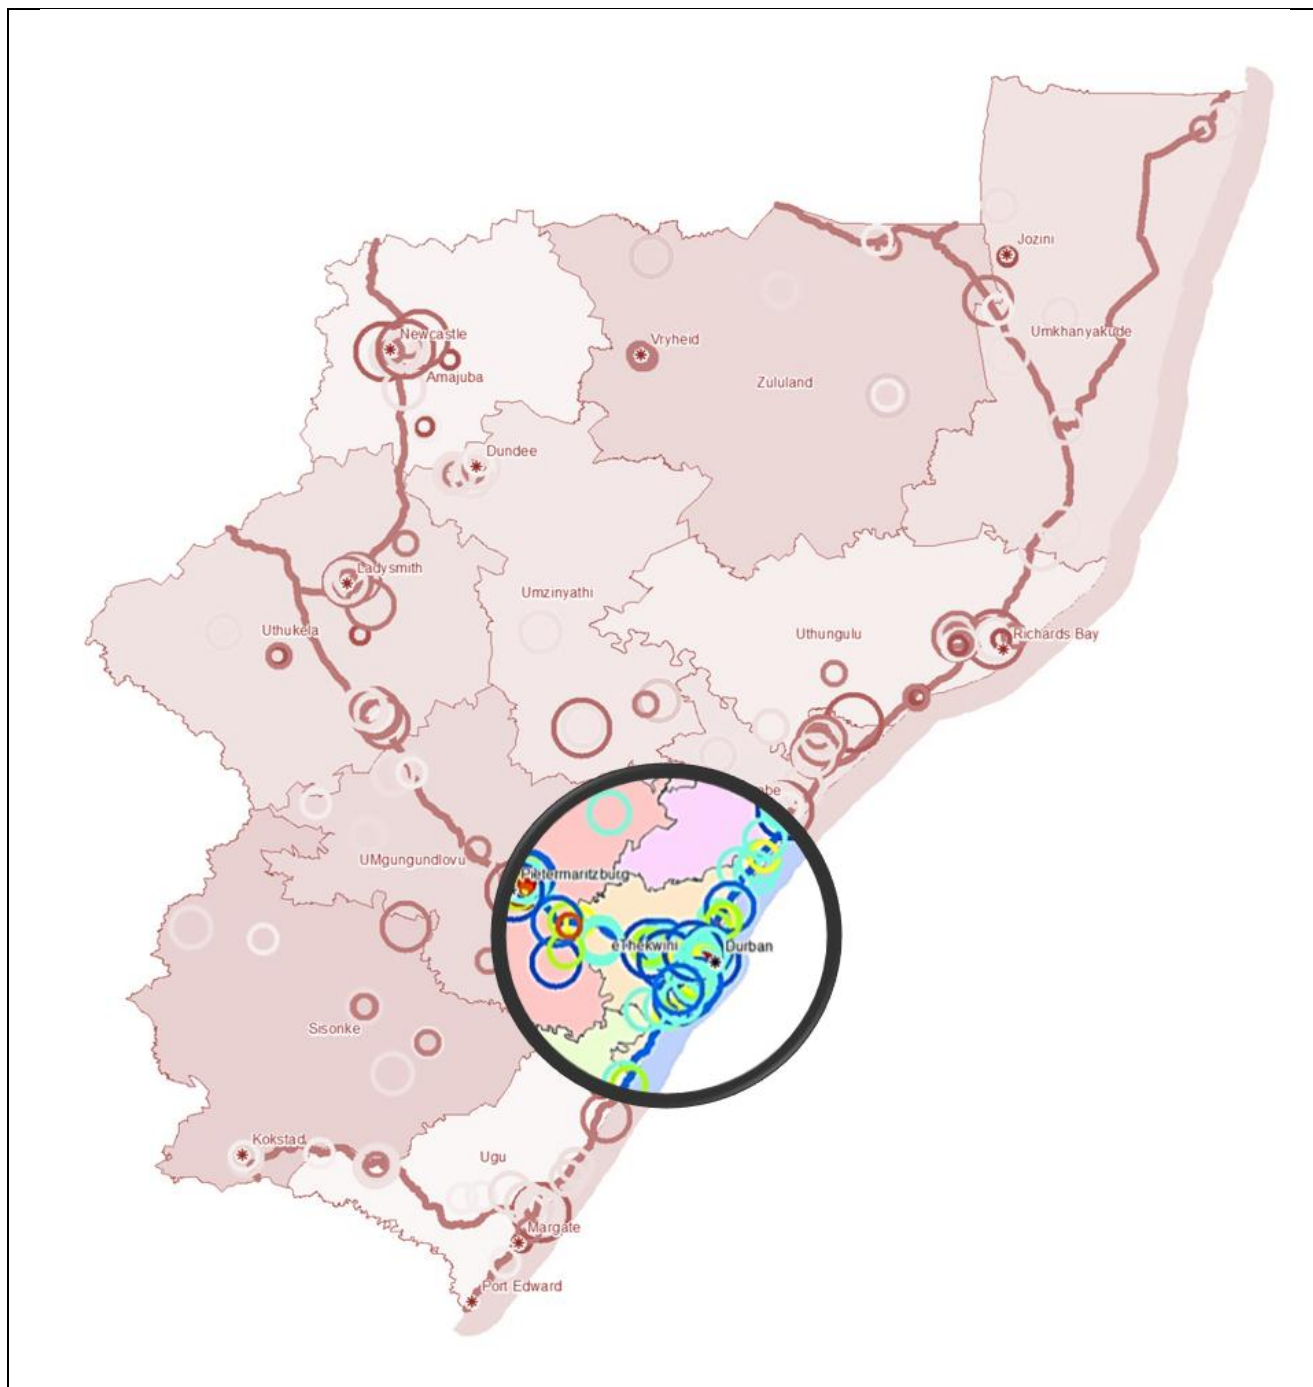 Jozini
Newcastle
Umkhanyakude
Vryheid
Amajuba
Zululand
Dundee
Ladysmith
Umzinyathi
Uthukela
Uthungulu
Richards Bay
UMgungundlovu
Pietermaritzburg
eThekwini
Durban
Sisonke
Kokstad
Ugu
Margate
Port Edward